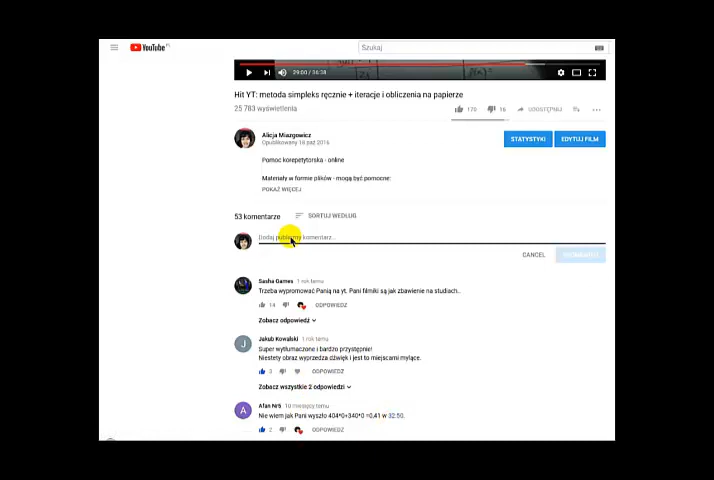 YouTube
Szukaj
29:00 / 36:38
Hit YT: metoda simpleks ręcznie + iteracje i obliczenia na papierze
25 783 wyświetlenia
170
16
UDOSTĘPNIJ
Alicja Miazgowicz
Opublikowany 18 paź 2016
STATYSTYKI
EDYTUJ FILM
Pomoc korepetytorska - online
Materiały w formie plików - mogą być pomocne:
POKAŻ WIĘCEJ
53 komentarze
SORTUJ WEDŁUG
Dodaj publiczny komentarz...
CANCEL
Sasha Games 1 rok temu
Trzeba wypromować Panią na yt. Pani filmiki są jak zbawienie na studiach..
14
ODPOWIEDZ
Zobacz odpowiedź
J
Jakub Kowalski 1 rok temu
Super wytłumaczone i bardzo przystępnie!
Niestety obraz wyprzedza dźwięk i jest to miejscami mylące.
3
ODPOWIEDZ
Zobacz wszystkie 2 odpowiedzi
A
Afan Nr5 10 miesięcy temu
Nie wiem jak Pani wyszło 404*0+340*0 =0.41 w 32:50.
2
ODPOWIEDZ